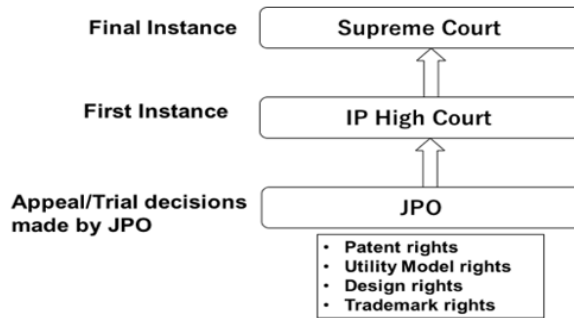 Final Instance
Supreme Court
First Instance
IP High Court
Appeal/Trial decisions
made by JPO
JPO
• Patent rights
• Utility Model rights
• Design rights
• Trademark rights